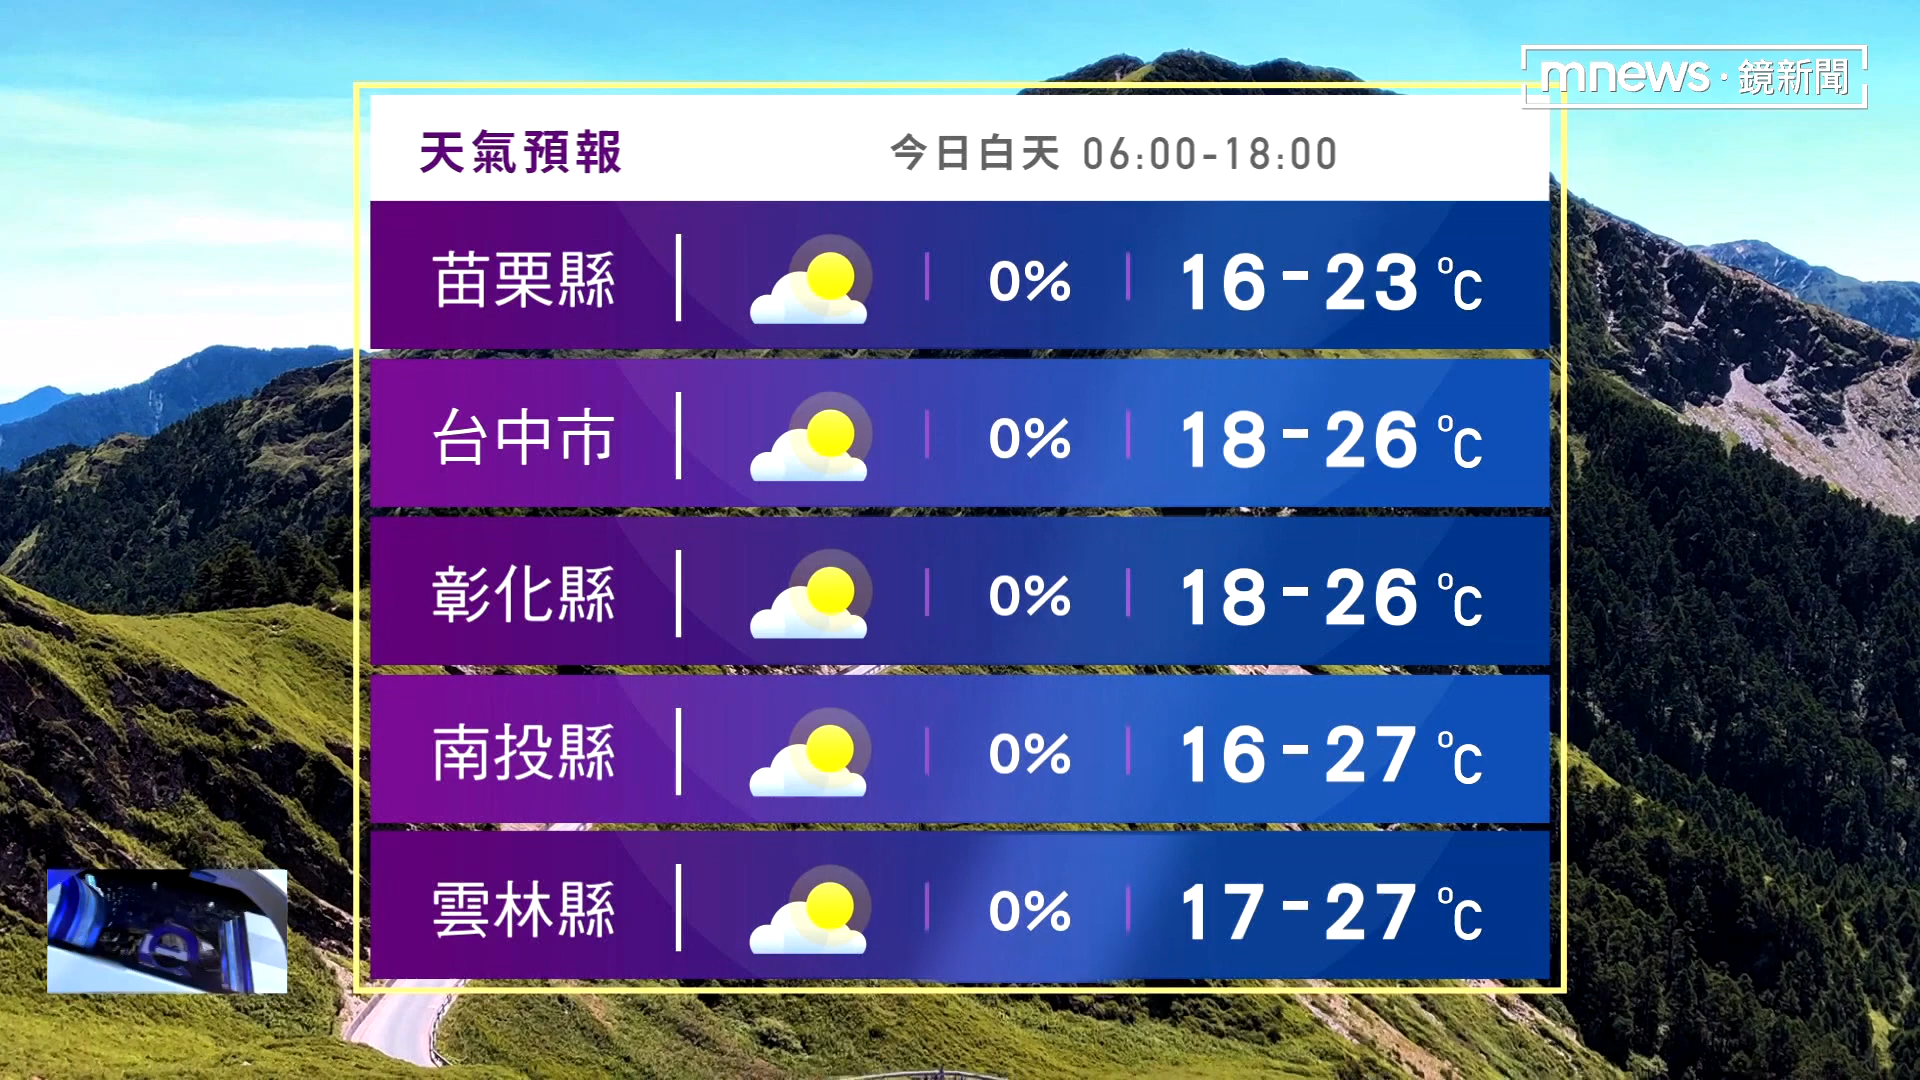 mnews·鏡新聞
天氣預報 今日白天 06:00-18:00
苗栗縣 0% 16-23℃
台中市 0% 18-26℃
彰化縣 0% 18-26℃
南投縣 0% 16-27℃
雲林縣 0% 17-27℃